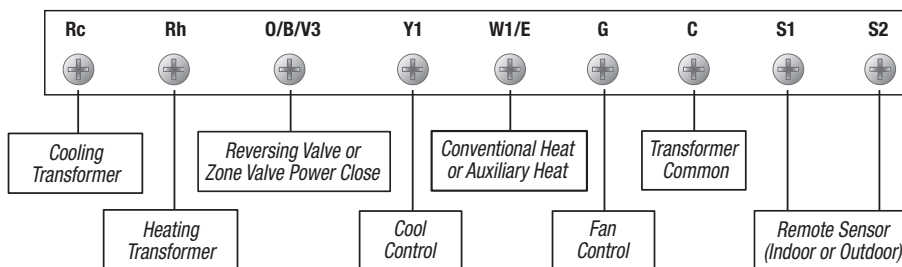 Rc Rh O/B/V3 Y1 W1/E G C S1 S2
Cooling
Transformer
Heating
Transformer
Reversing Valve or
Zone Valve Power Close
Cool
Control
Conventional Heat
or Auxiliary Heat
Fan
Control
Transformer
Common
Remote Sensor
(Indoor or Outdoor)